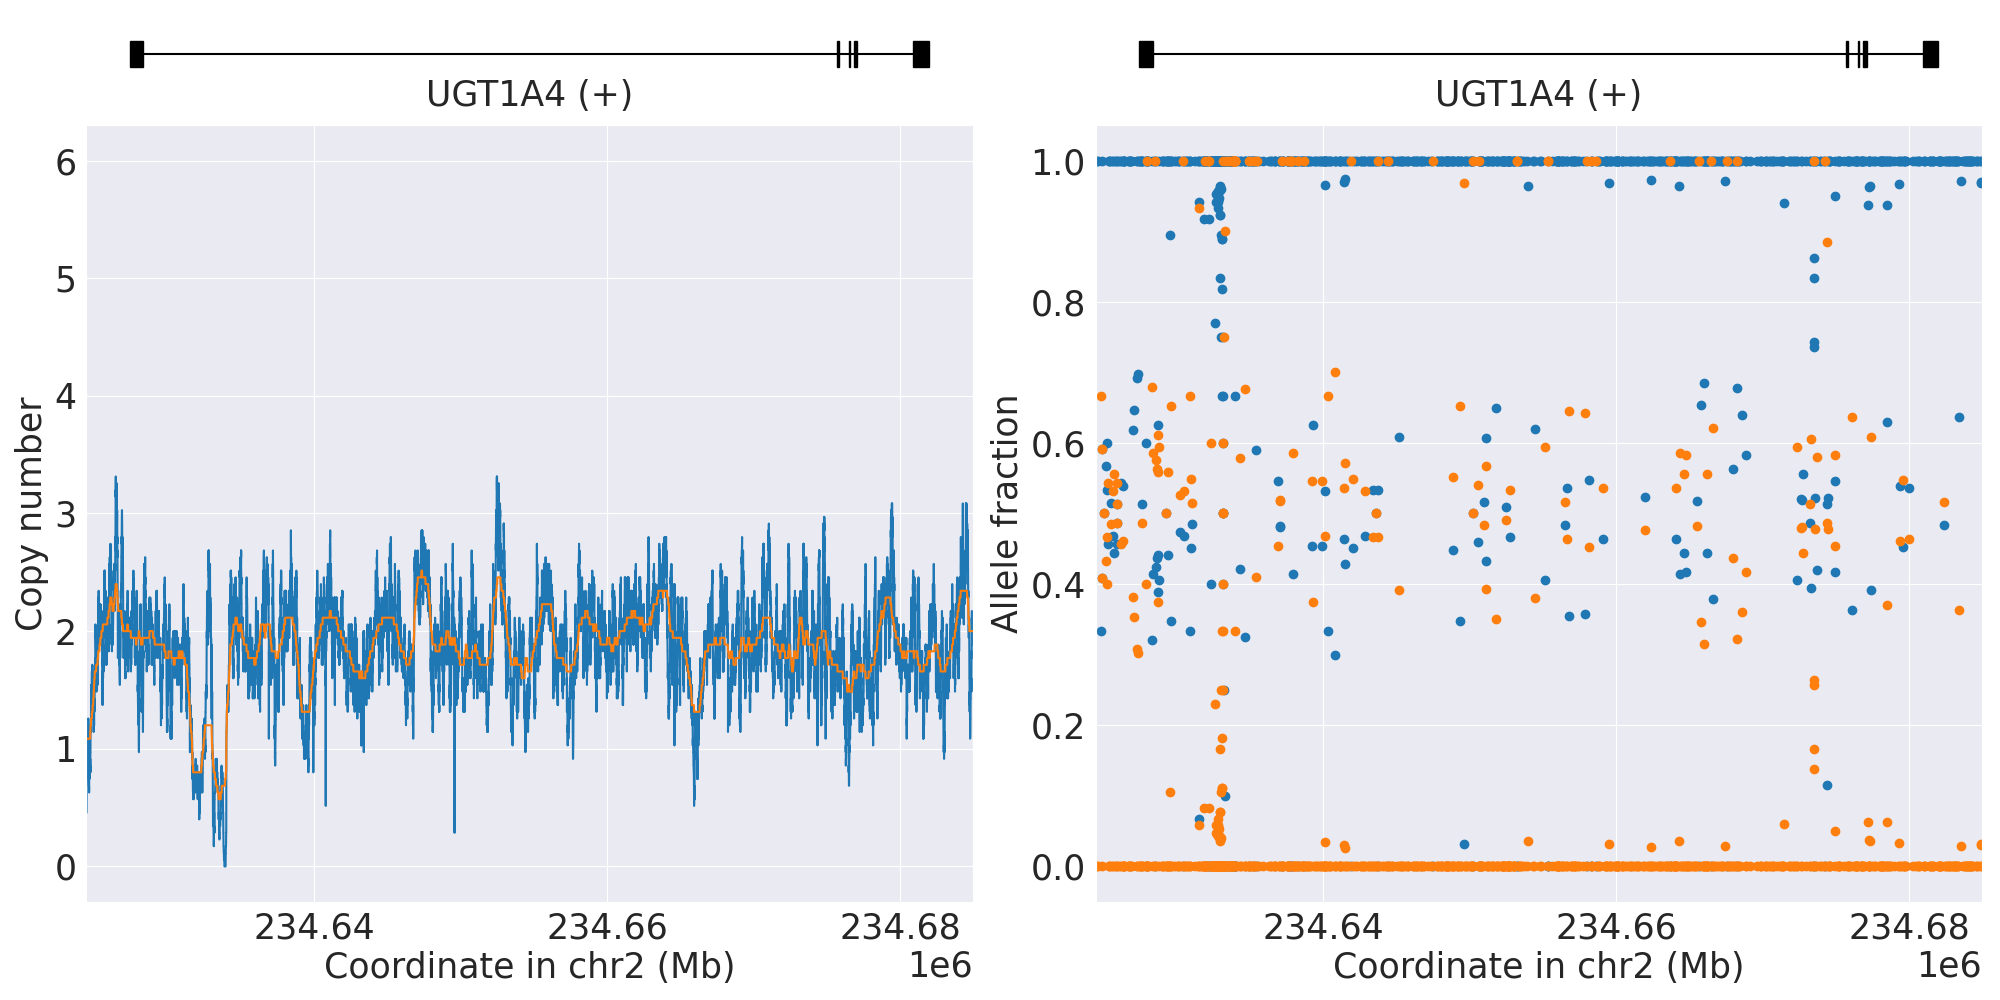 UGT1A4 (+)
6
5
4
3
2
1
0
Copy number
234.64
234.66
234.68
1e6
Coordinate in chr2 (Mb)
UGT1A4 (+)
1.0
0.8
0.6
0.4
0.2
0.0
Allele fraction
234.64
234.66
234.68
1e6
Coordinate in chr2 (Mb)